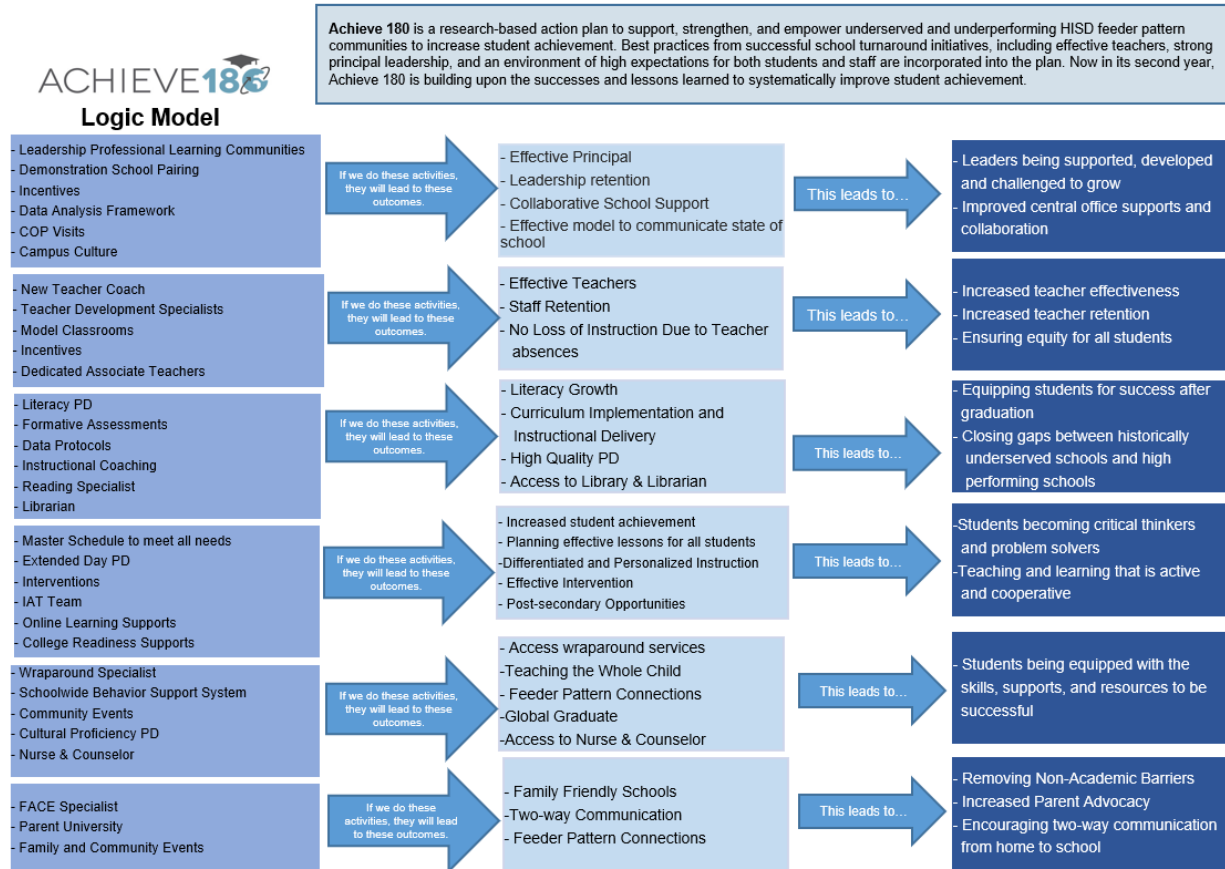 Achieve 180 is a research-based action plan to support, strengthen, and empower underserved and underperforming HISD feeder pattern
communities to increase student achievement. Best practices from successful school turnaround initiatives, including effective teachers, strong
principal leadership, and an environment of high expectations for both students and staff are incorporated into the plan. Now in its second year,
Achieve 180 is building upon the successes and lessons learned to systematically improve student achievement.
ACHIEVE180
Logic Model
- Leadership Professional Learning Communities
- Demonstration School Pairing
- Incentives
- Data Analysis Framework
- COP Visits
- Campus Culture
If we do these activities,
they will lead to these
outcomes.
- Effective Principal
- Leadership retention
- Collaborative School Support
- Effective model to communicate state of
school
This leads to…
- Leaders being supported, developed
and challenged to grow
- Improved central office supports and
collaboration
- New Teacher Coach
- Teacher Development Specialists
- Model Classrooms
- Incentives
- Dedicated Associate Teachers
If we do these activities,
they will lead to these
outcomes.
- Effective Teachers
- Staff Retention
- No Loss of Instruction Due to Teacher
absences
This leads to…
- Increased teacher effectiveness
- Increased teacher retention
- Ensuring equity for all students
- Literacy PD
- Formative Assessments
- Data Protocols
- Instructional Coaching
- Reading Specialist
- Librarian
If we do these activities,
they will lead to these
outcomes.
- Literacy Growth
- Curriculum Implementation and
Instructional Delivery
- High Quality PD
- Access to Library & Librarian
This leads to…
- Equipping students for success after
graduation
- Closing gaps between historically
underserved schools and high
performing schools
- Master Schedule to meet all needs
- Extended Day PD
- Interventions
- IAT Team
- Online Learning Supports
- College Readiness Supports
If we do these activities,
they will lead to these
outcomes.
- Increased student achievement
- Planning effective lessons for all students
-Differentiated and Personalized Instruction
- Effective Intervention
- Post-secondary Opportunities
This leads to…
-Students becoming critical thinkers
and problem solvers
-Teaching and learning that is active
and cooperative
- Wraparound Specialist
- Schoolwide Behavior Support System
- Community Events
- Cultural Proficiency PD
- Nurse & Counselor
If we do these activities,
they will lead to these
outcomes.
- Access wraparound services
-Teaching the Whole Child
- Feeder Pattern Connections
-Global Graduate
-Access to Nurse & Counselor
This leads to…
- Students being equipped with the
skills, supports, and resources to be
successful
- FACE Specialist
- Parent University
- Family and Community Events
If we do these
activities, they will lead
to these outcomes.
- Family Friendly Schools
-Two-way Communication
- Feeder Pattern Connections
This leads to…
- Removing Non-Academic Barriers
- Increased Parent Advocacy
- Encouraging two-way communication
from home to school